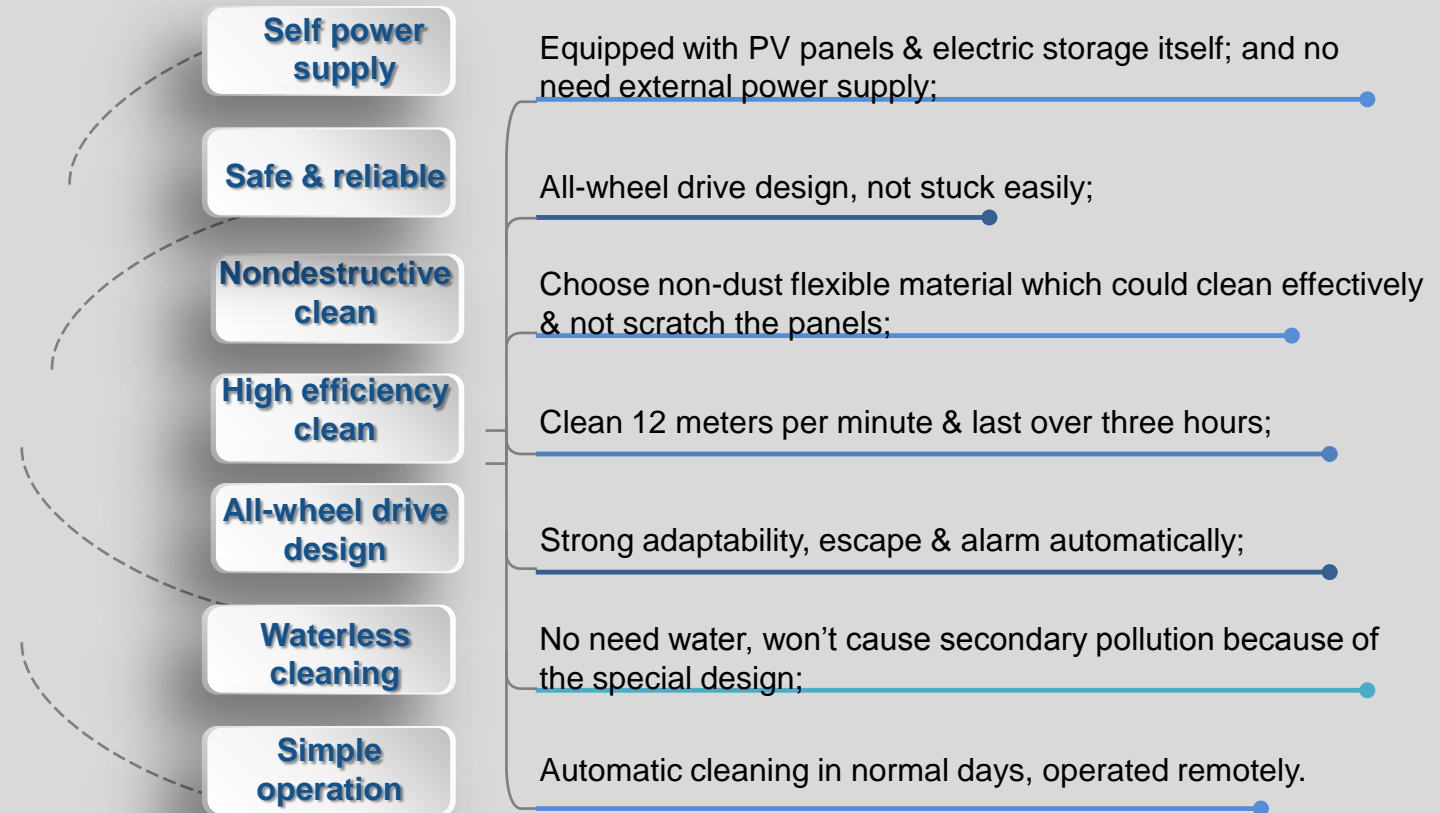 Self power
supply
Equipped with PV panels & electric storage itself; and no
need external power supply;
Safe & reliable
All-wheel drive design, not stuck easily;
Nondestructive
clean
Choose non-dust flexible material which could clean effectively
& not scratch the panels;
High efficiency
clean
Clean 12 meters per minute & last over three hours;
All-wheel drive
design
Strong adaptability, escape & alarm automatically;
Waterless
cleaning
No need water, won’t cause secondary pollution because of
the special design;
Simple
operation
Automatic cleaning in normal days, operated remotely.